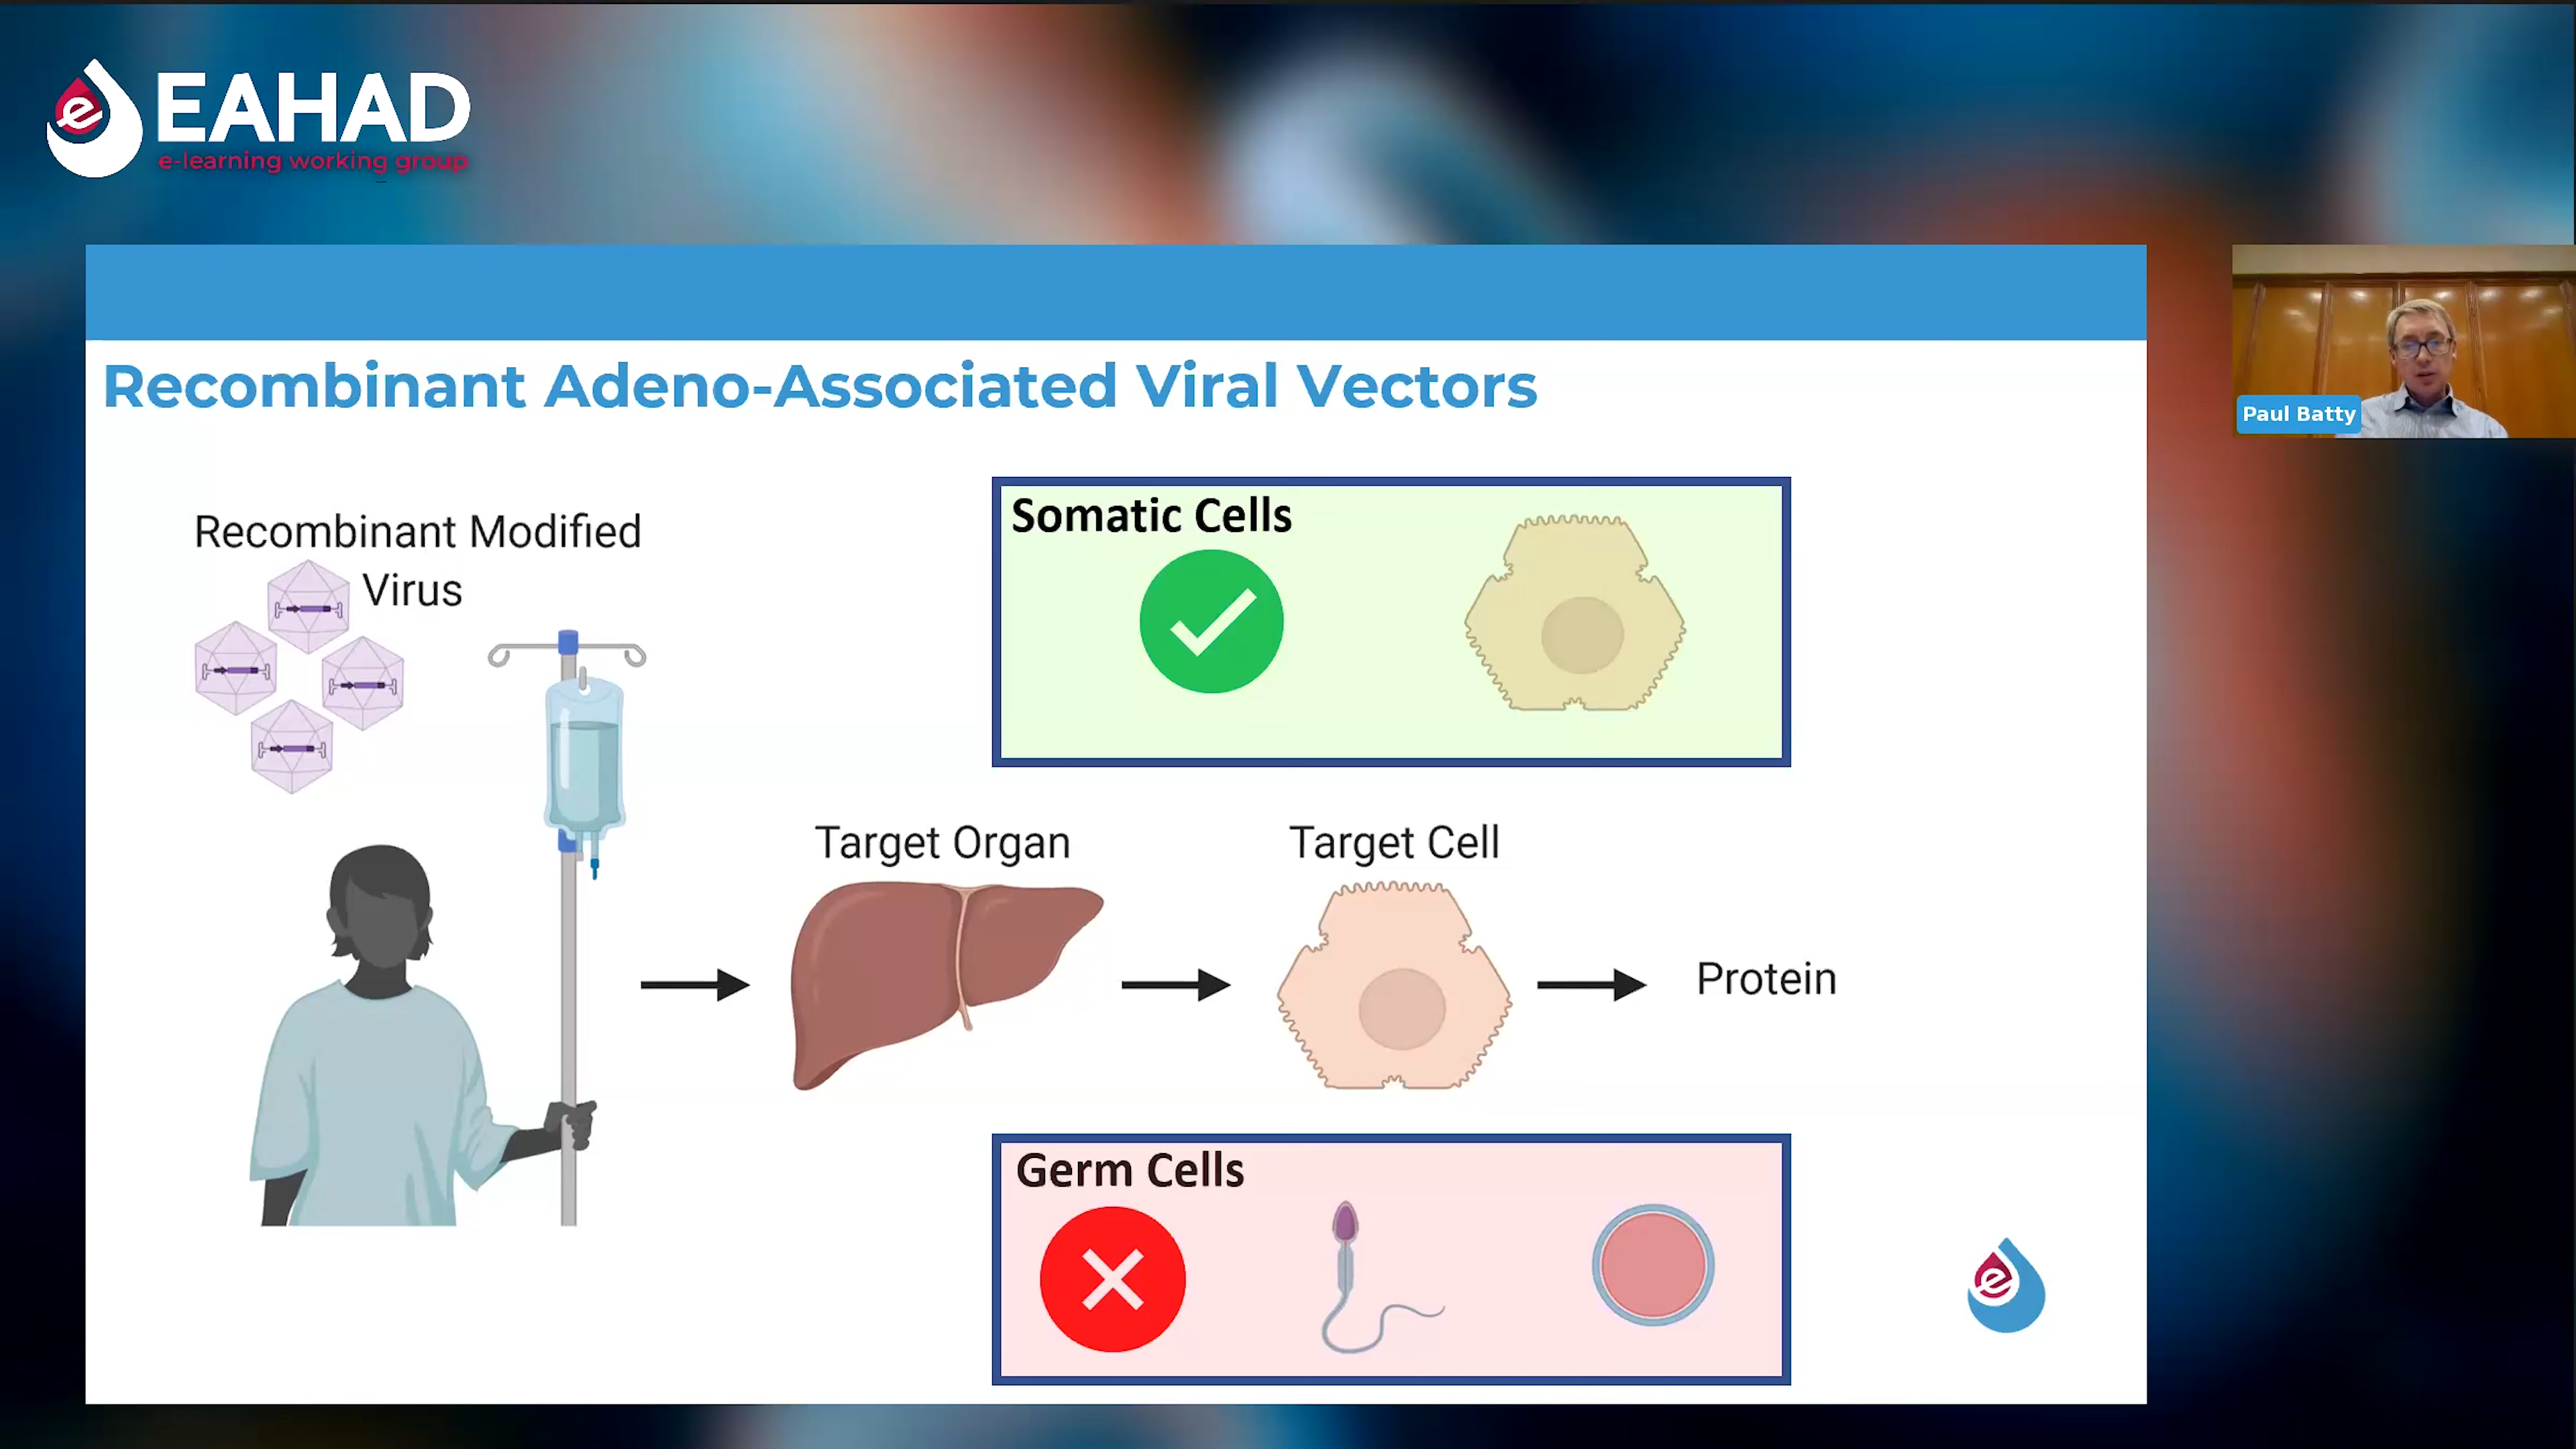 EAHAD
e-learning working group
Recombinant Adeno-Associated Viral Vectors
Paul Batty
Recombinant Modified
Virus
Somatic Cells
Target Organ
Target Cell
Protein
Germ Cells